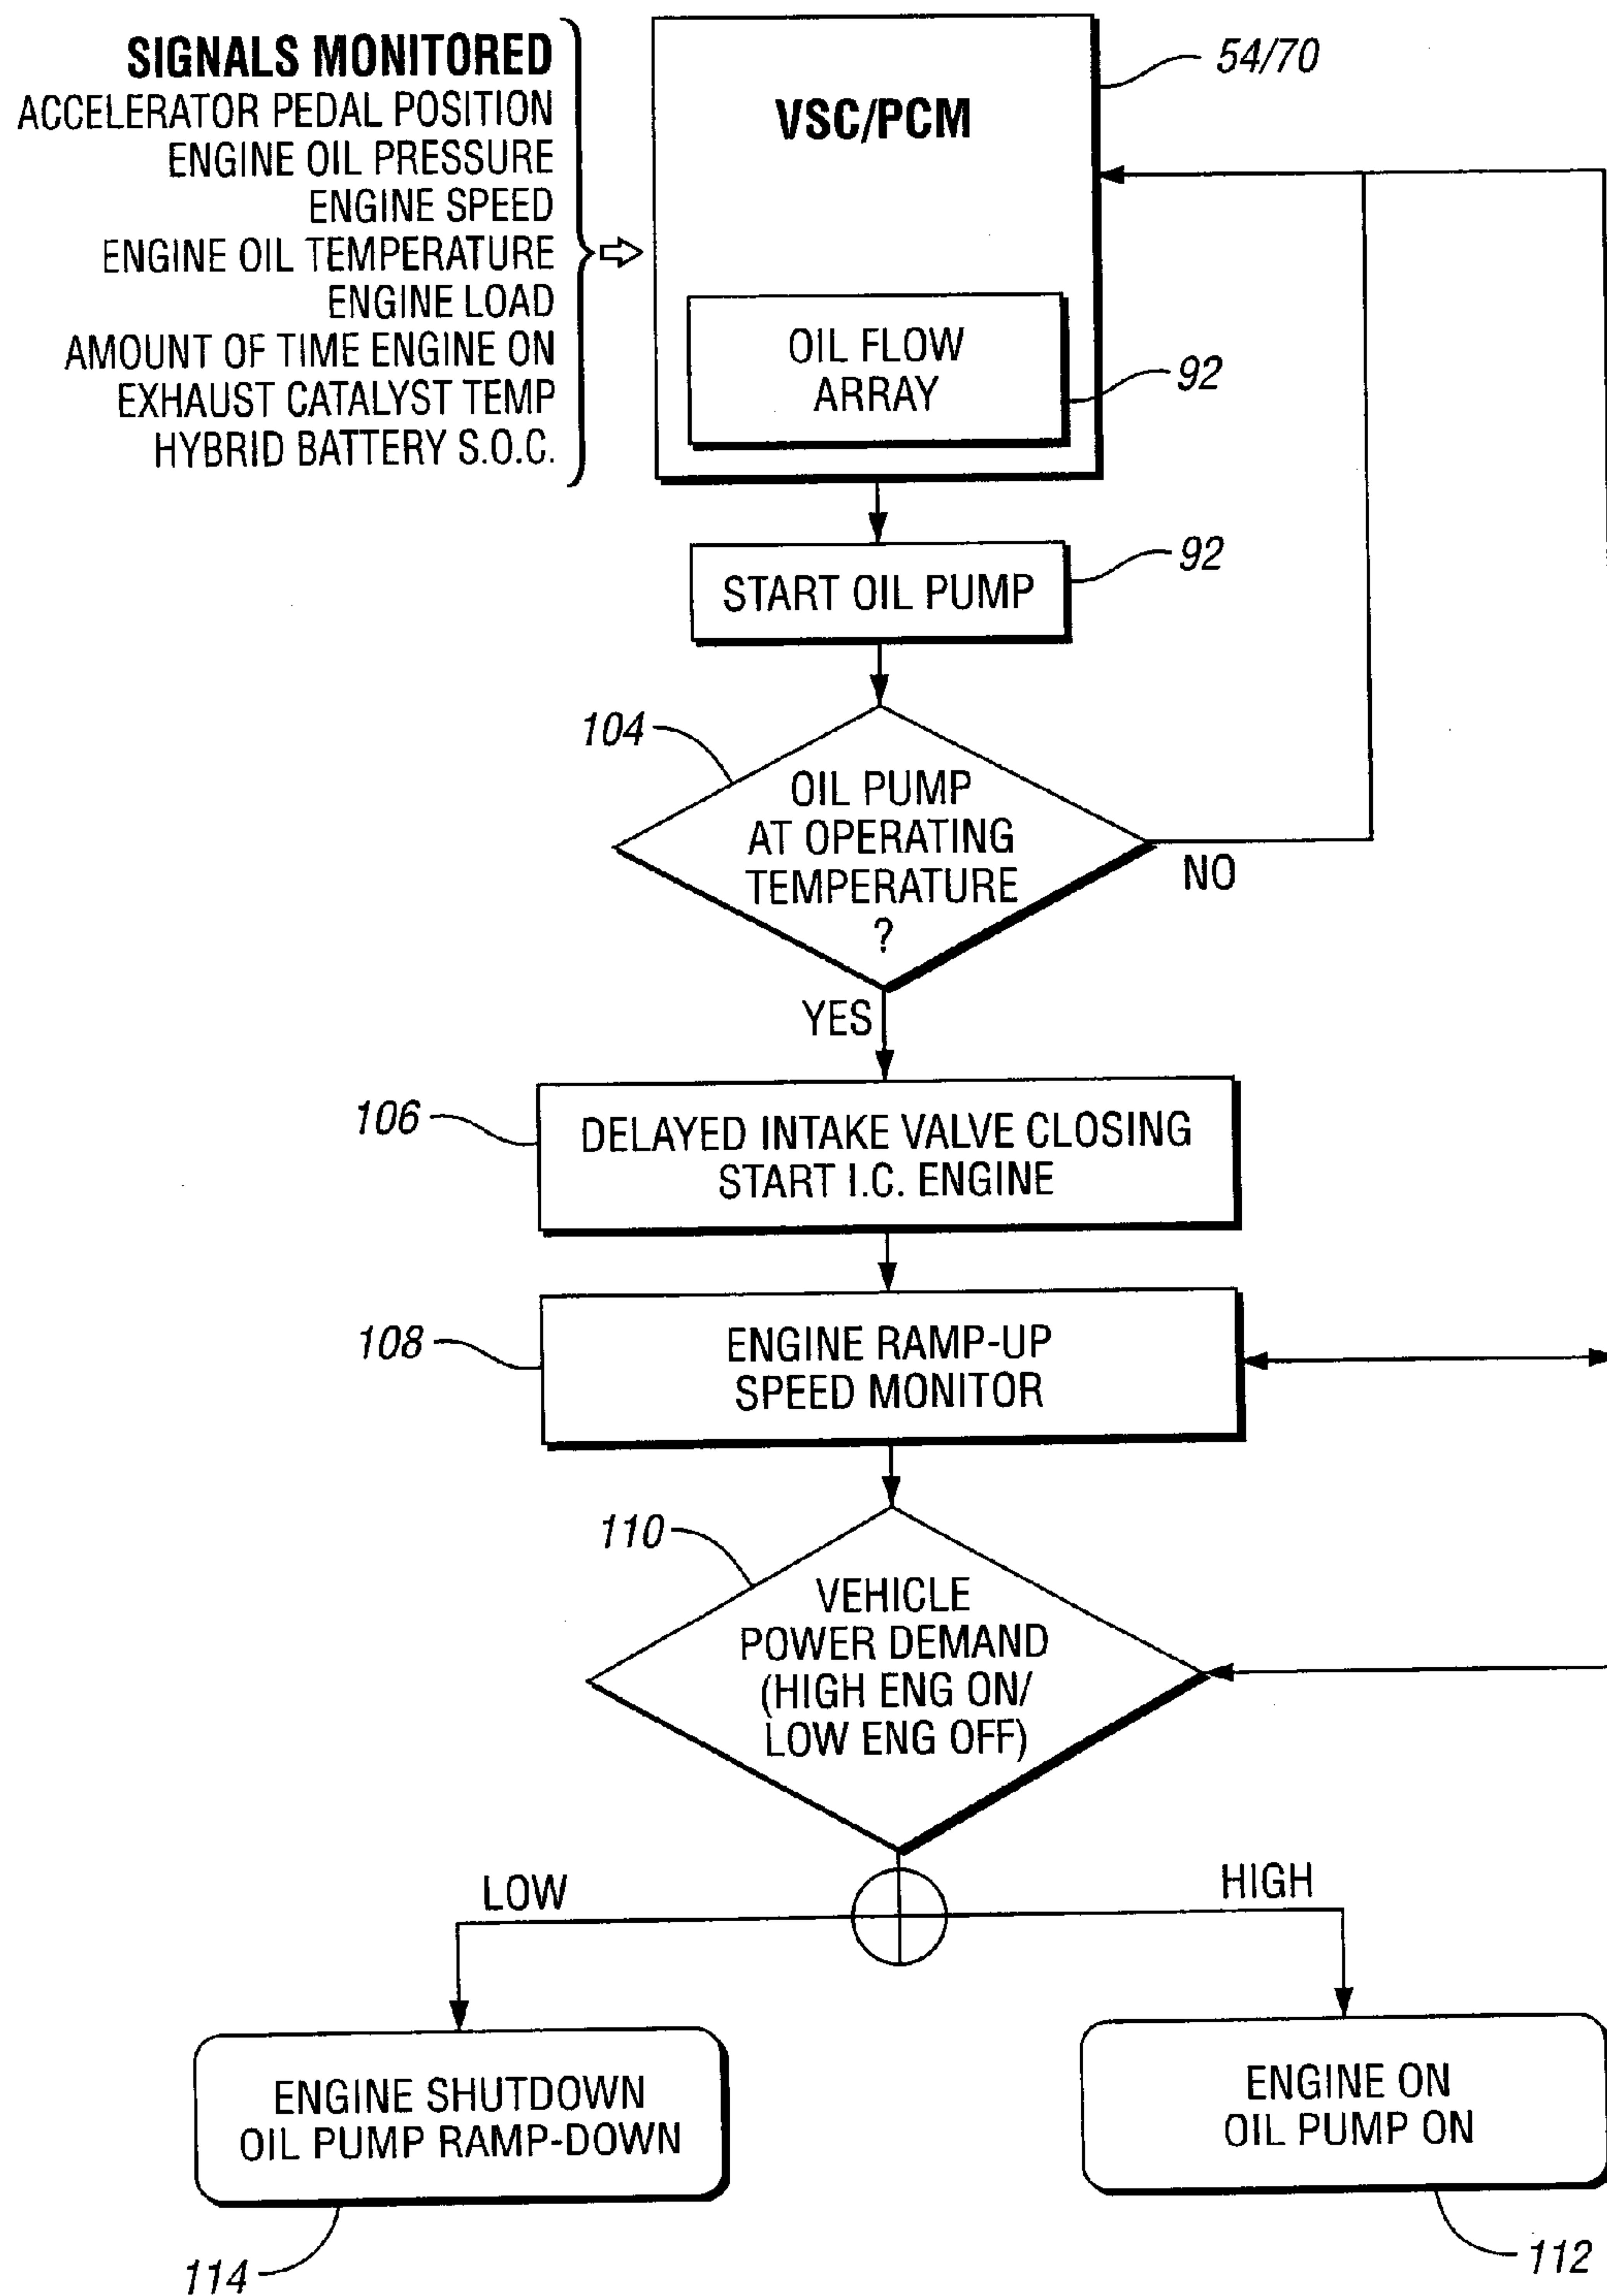 SIGNALS MONITORED
ACCELERATOR PEDAL POSITION
ENGINE OIL PRESSURE
ENGINE SPEED
ENGINE OIL TEMPERATURE
ENGINE LOAD
AMOUNT OF TIME ENGINE ON
EXHAUST CATALYST TEMP
HYBRID BATTERY S.O.C.
54/70
VSC/PCM
OIL FLOW
ARRAY
92
START OIL PUMP
92
104
OIL PUMP
AT OPERATING
TEMPERATURE
?
NO
YES
106
DELAYED INTAKE VALVE CLOSING
START I.C. ENGINE
108
ENGINE RAMP-UP
SPEED MONITOR
110
VEHICLE
POWER DEMAND
(HIGH ENG ON/
LOW ENG OFF)
LOW
HIGH
ENGINE SHUTDOWN
OIL PUMP RAMP-DOWN
ENGINE ON
OIL PUMP ON
114
112